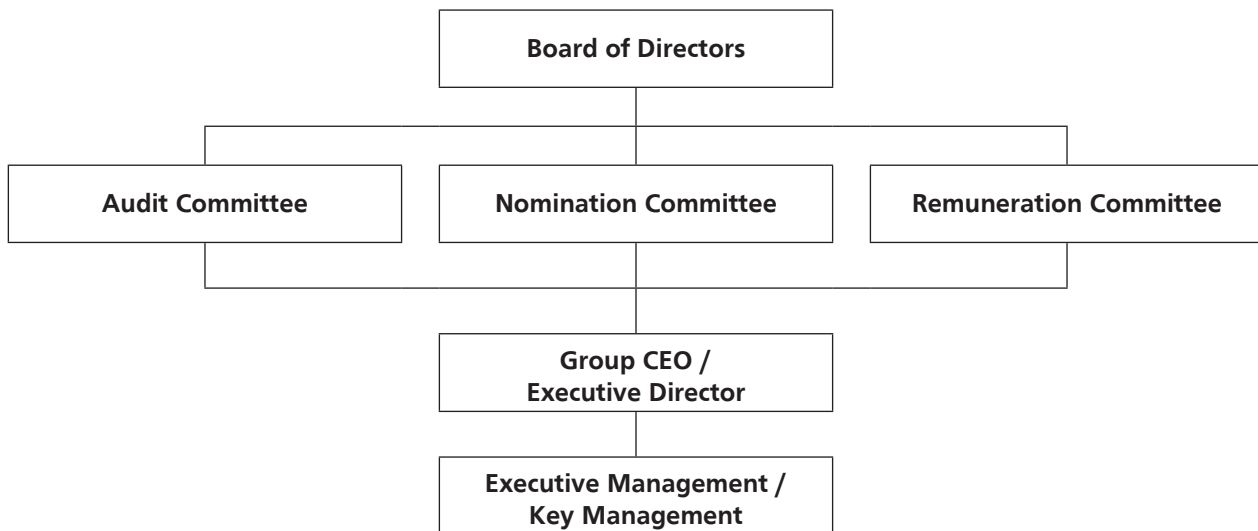 Board of Directors
Audit Committee
Nomination Committee
Remuneration Committee
Group CEO /
Executive Director
Executive Management /
Key Management